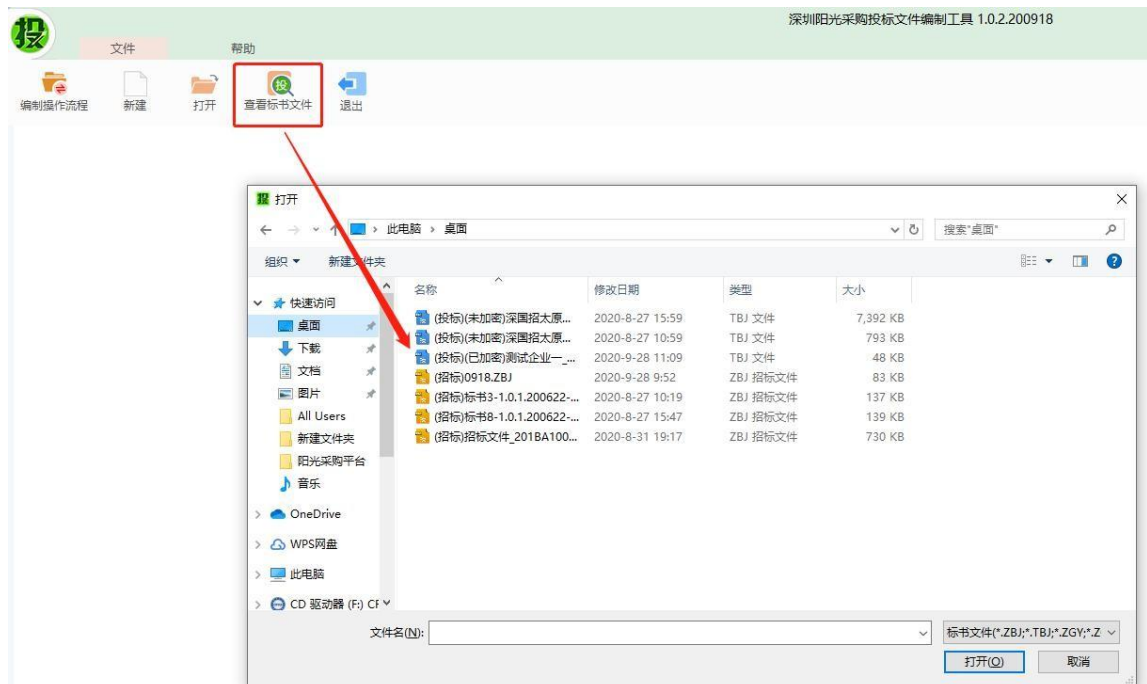 深圳阳光采购投标文件编制工具 1.0.2.200918
投
文件 帮助
投
编制操作流程 新建 打开 查看标书文件 退出
投 打开
此电脑 › 桌面 搜索"桌面"
组织 新建文件夹
名称 修改日期 类型 大小
快速访问
桌面 (投标)(未加密)深国招太原... 2020-8-27 15:59 TBJ 文件 7,392 KB
下载 (投标)(未加密)深国招太原... 2020-8-27 10:59 TBJ 文件 793 KB
文档 (投标)(已加密)测试企业一_... 2020-9-28 11:09 TBJ 文件 48 KB
图片 (招标)0918.ZBJ 2020-9-28 9:52 ZBJ 招标文件 83 KB
All Users (招标)标书3-1.0.1.200622-... 2020-8-27 10:19 ZBJ 招标文件 137 KB
新建文件夹 (招标)标书8-1.0.1.200622-... 2020-8-27 15:47 ZBJ 招标文件 139 KB
阳光采购平台 (招标)招标文件_201BA100... 2020-8-31 19:17 ZBJ 招标文件 730 KB
音乐
OneDrive
WPS网盘
此电脑
CD 驱动器 (F:) CF
文件名(N): 标书文件(*.ZBJ;*.TBJ;*.ZGY;*.Z
打开(O) 取消